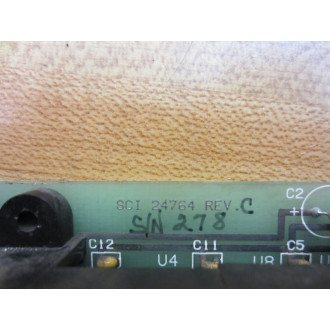 SCI 24764 REV. C
S/N 278
C2
+
C12 C11 C5
U4 U8